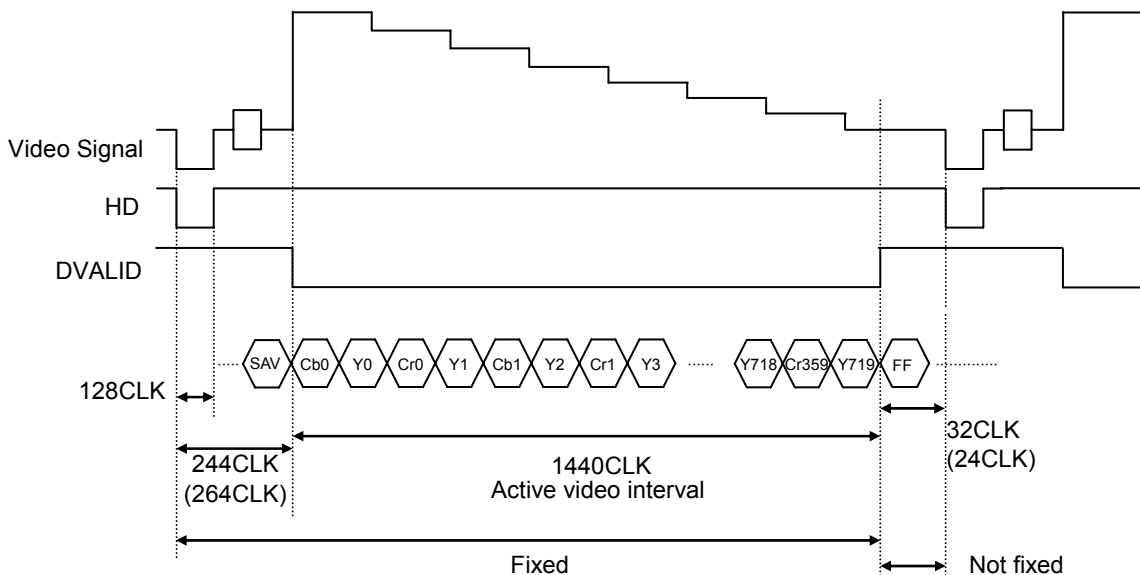 Video Signal
HD
DVALID
SAV Cb0 Y0 Cr0 Y1 Cb1 Y2 Cr1 Y3 Y718 Cr359 Y719 FF
128CLK
244CLK
(264CLK)
1440CLK
Active video interval
32CLK
(24CLK)
Fixed
Not fixed